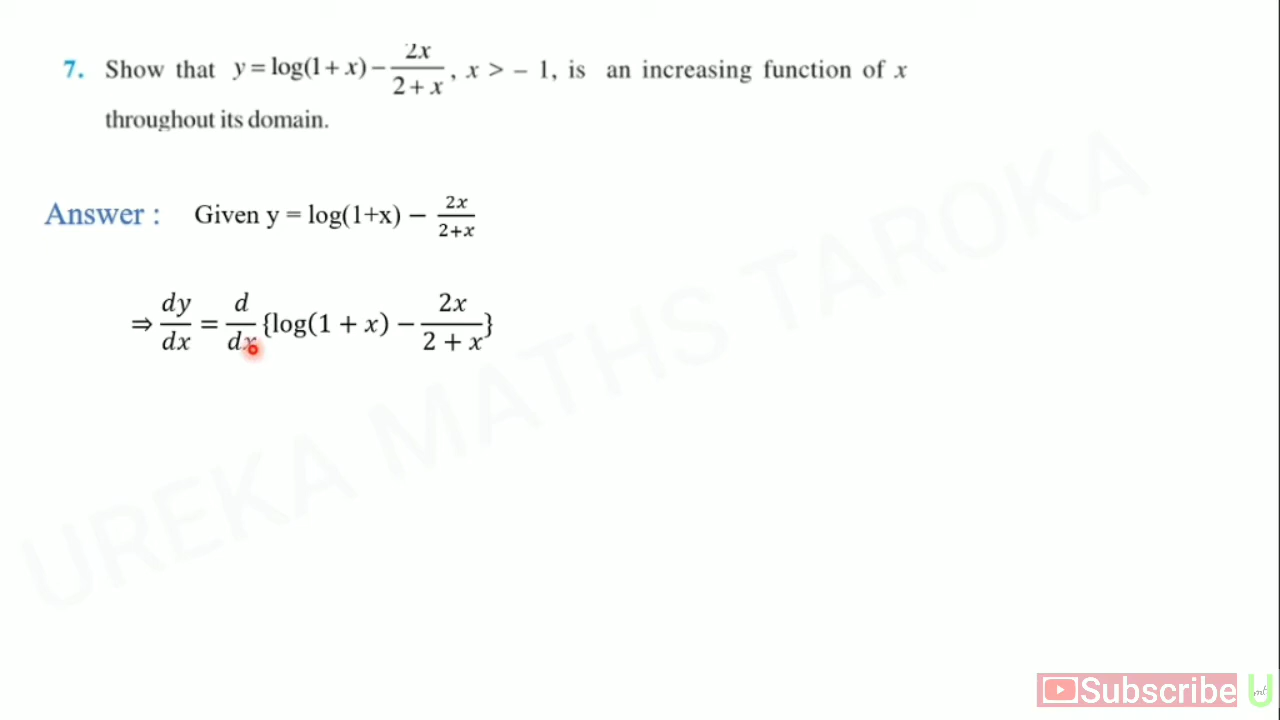 7. Show that y = log(1 + x) − 2x/(2 + x), x > − 1, is an increasing function of x
throughout its domain.
Answer : Given y = log(1+x) − 2x/(2+x)
⇒ dy/dx = d/dx {log(1 + x) − 2x/(2 + x)}
UREKA MATHS TAROKA
Subscribe